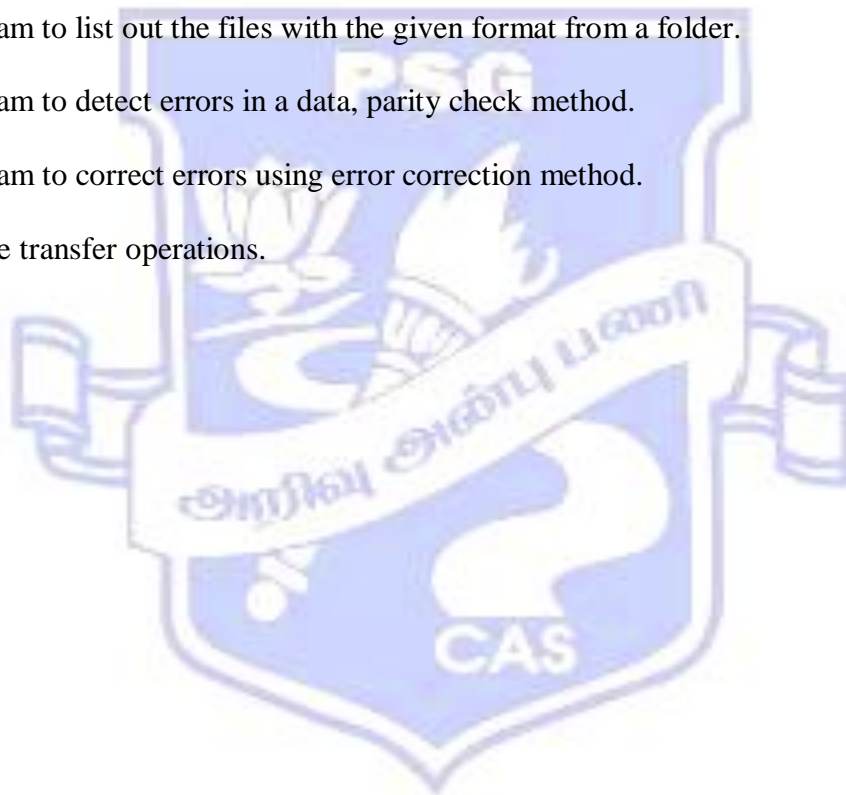 am to list out the files with the given format from a folder.
am to detect errors in a data, parity check method.
am to correct errors using error correction method.
e transfer operations.
PSG
அறிவு அன்பு பணி
CAS